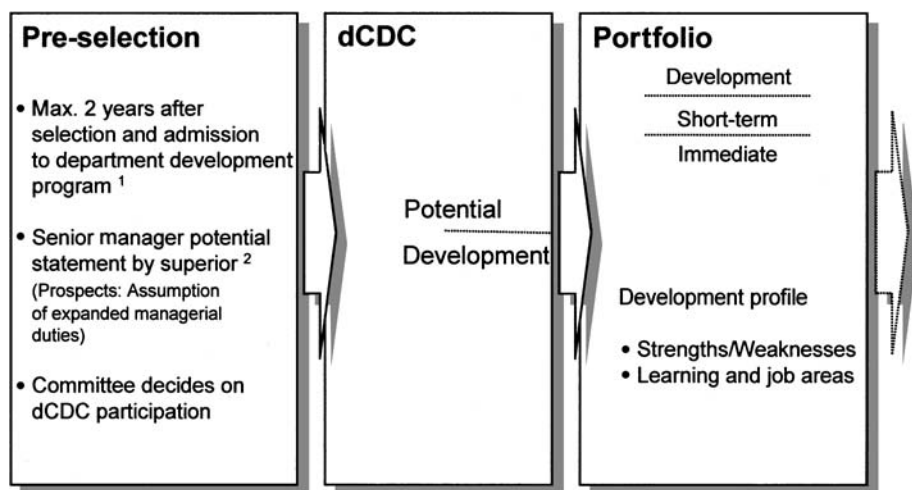 Pre-selection
• Max. 2 years after
selection and admission
to department development
program ¹
• Senior manager potential
statement by superior ²
(Prospects: Assumption
of expanded managerial
duties)
• Committee decides on
dCDC participation
dCDC
Potential
Development
Portfolio
Development
Short-term
Immediate
Development profile
• Strengths/Weaknesses
• Learning and job areas